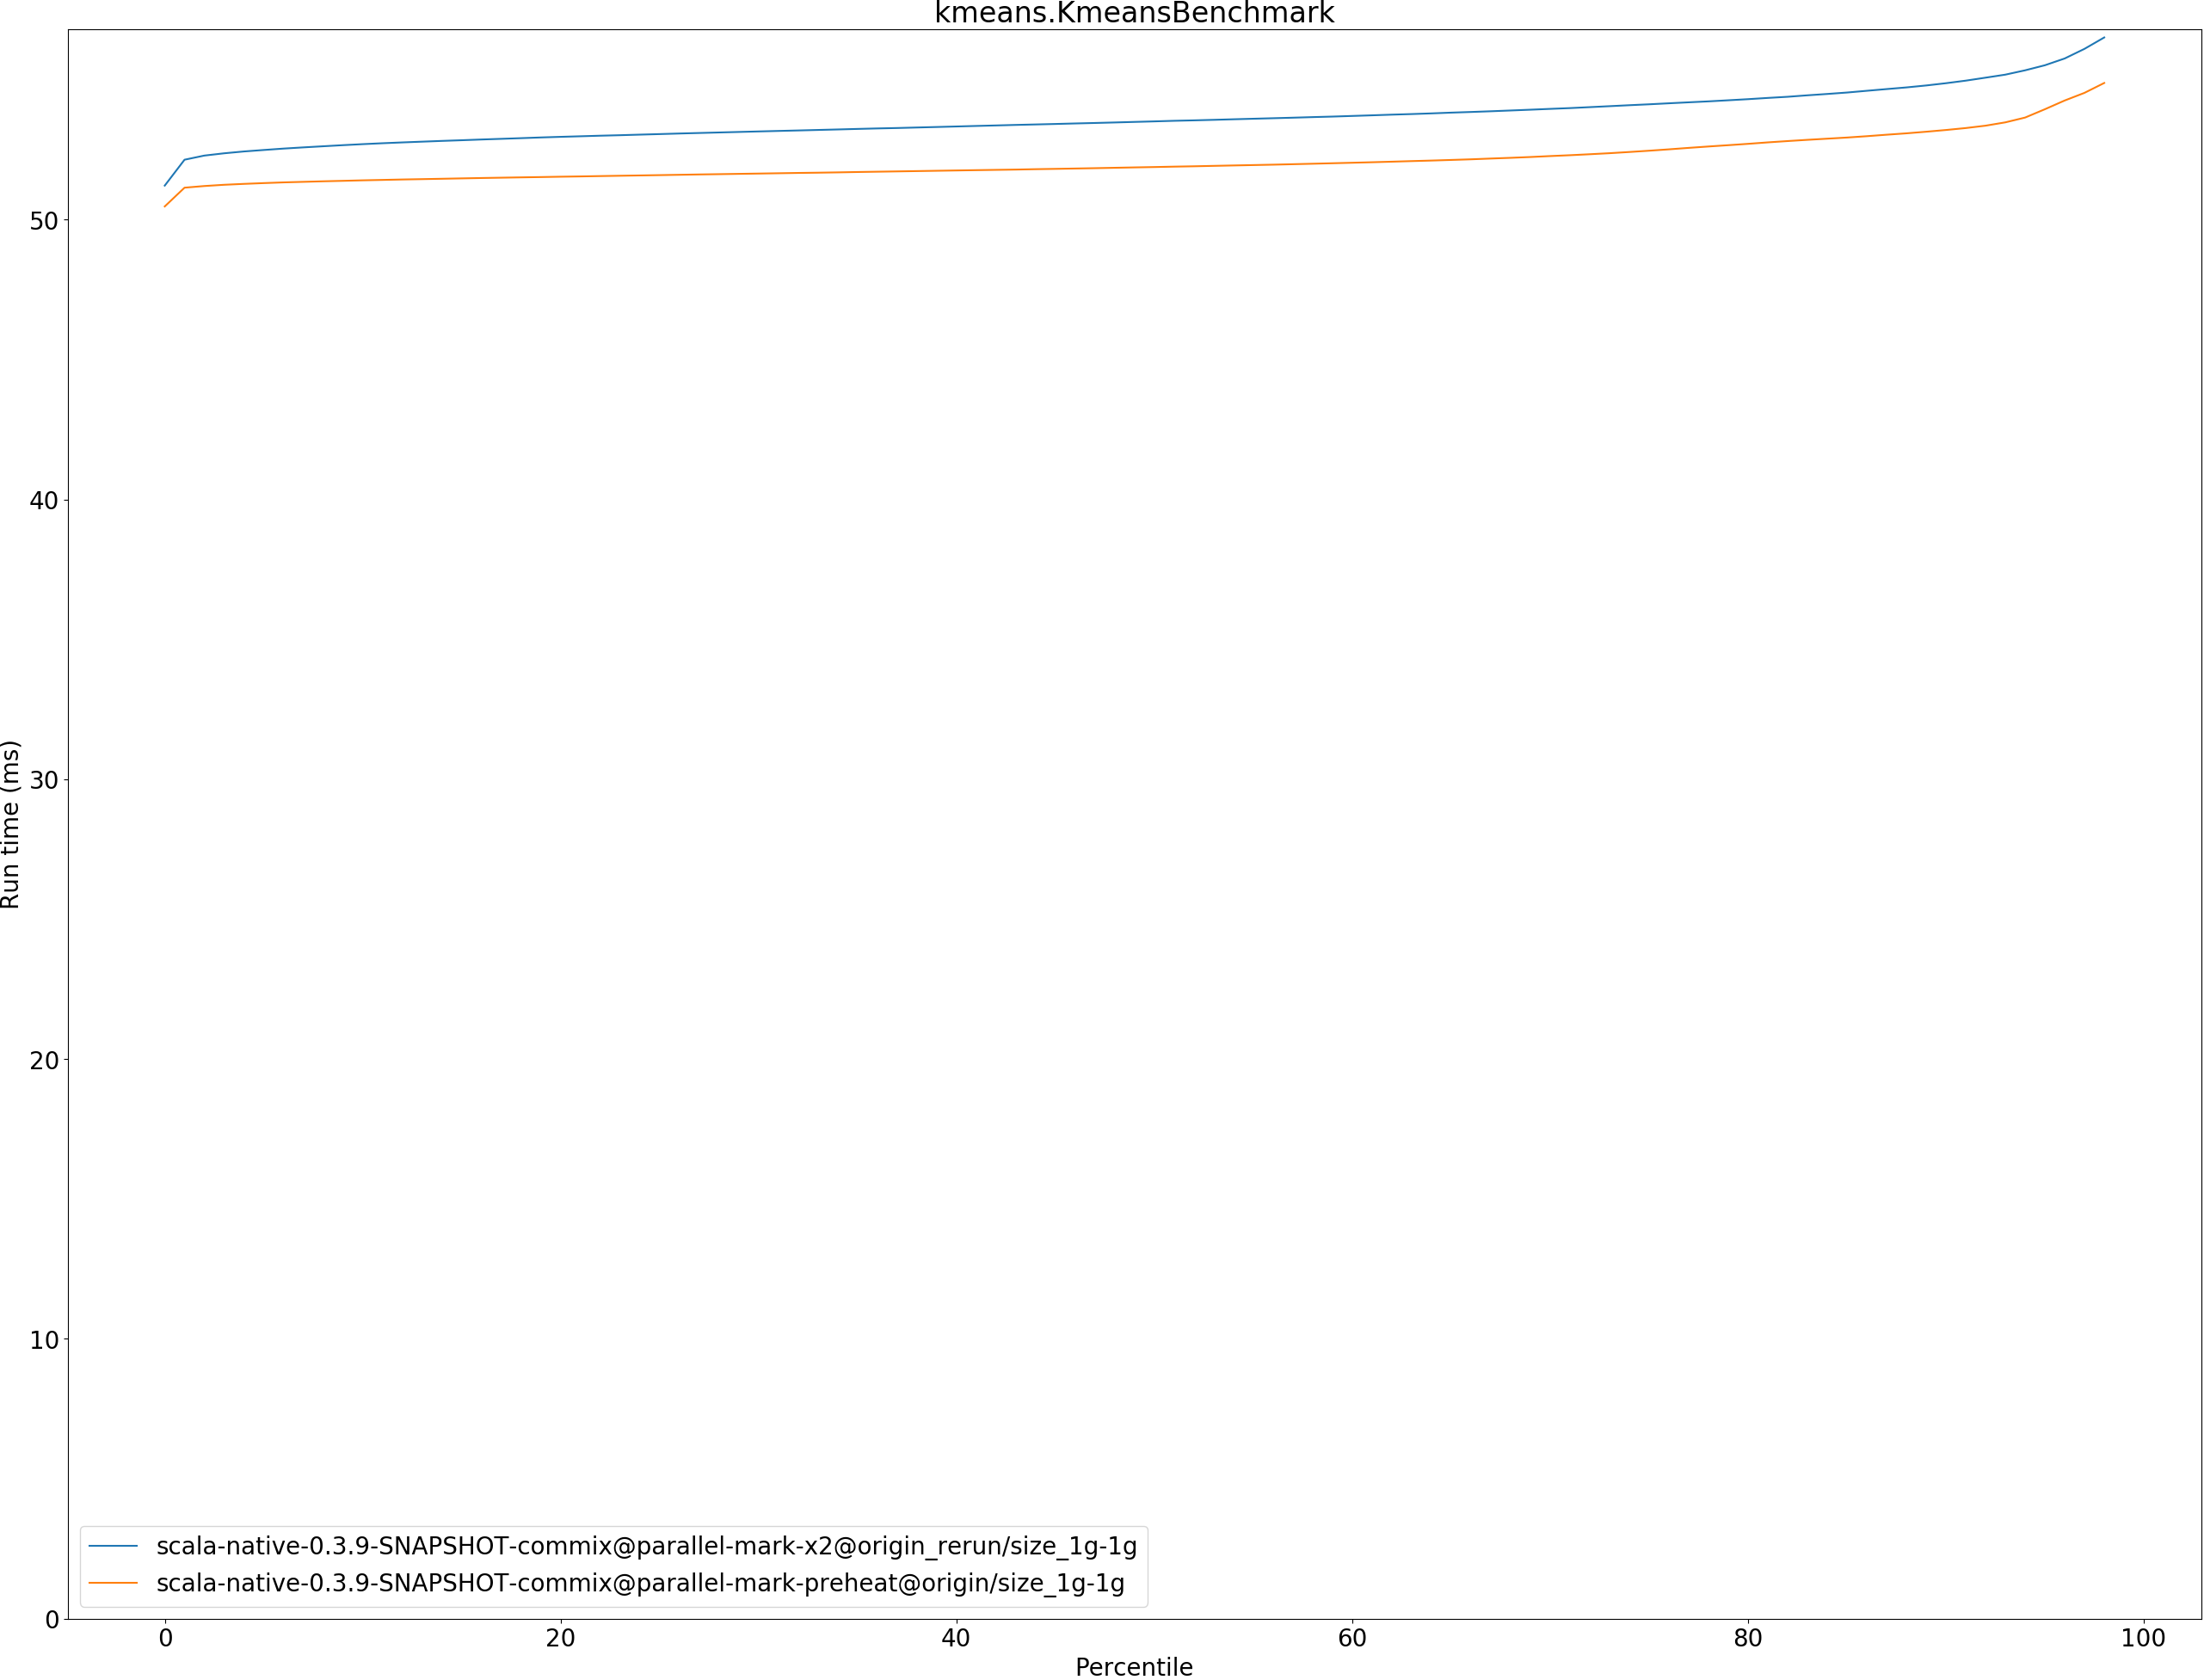 kmeans.KmeansBenchmark
Run time (ms)
50
40
30
20
10
0
0 20 40 60 80 100
Percentile
scala-native-0.3.9-SNAPSHOT-commix@parallel-mark-x2@origin_rerun/size_1g-1g
scala-native-0.3.9-SNAPSHOT-commix@parallel-mark-preheat@origin/size_1g-1g